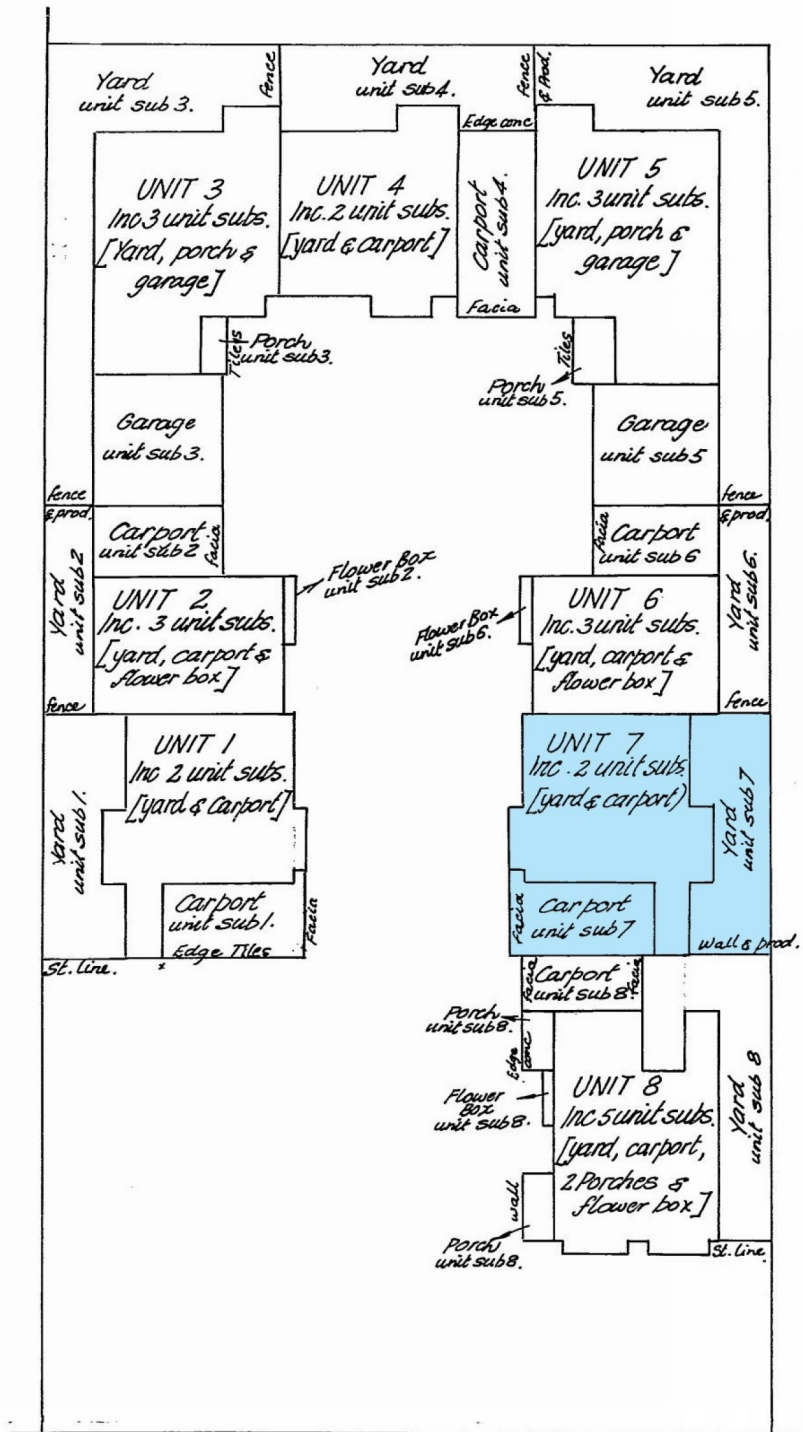 Yard
unit sub 3.
fence
Yard
unit sub 4.
fence
& Prod.
Yard
unit sub 5.
Edge conc
UNIT 3
Inc 3 unit subs.
[Yard, porch &
garage]
UNIT 4
Inc. 2 unit subs.
[yard & carport]
Carport
unit sub 4.
Facia
UNIT 5
Inc. 3 unit subs.
[yard, porch &
garage]
Tiles
Porch
unit sub 3.
Tiles
Porch
unit sub 5.
Garage
unit sub 3.
Garage
unit sub 5
fence
& prod.
fence
& prod.
Carport
unit sub 2
facia
facia
Carport
unit sub 6
Yard
unit sub 2
Flower Box
unit sub 2.
Flower Box
unit sub 6.
Yard
unit sub 6.
UNIT 2
Inc. 3 unit subs.
[yard, carport &
flower box]
UNIT 6
Inc. 3 unit subs.
[yard, carport &
flower box]
fence
fence
UNIT 1
Inc 2 unit subs.
[yard & Carport]
Yard
unit sub 1.
UNIT 7
Inc. 2 unit subs.
[yard & carport)
Yard
unit sub 7
Carport
unit sub 1.
Facia
Edge Tiles
St. line.
Facia
Carport
unit sub 7
Wall & prod.
Facia
Carport
unit sub 8.
Facia
Porch
unit sub 8.
Edge
conc
Flower
Box
unit sub 8.
UNIT 8
Inc 5 unit subs.
[yard, carport,
2 Porches &
flower box]
Yard
unit sub 8
Wall
Porch
unit sub 8.
St. line.